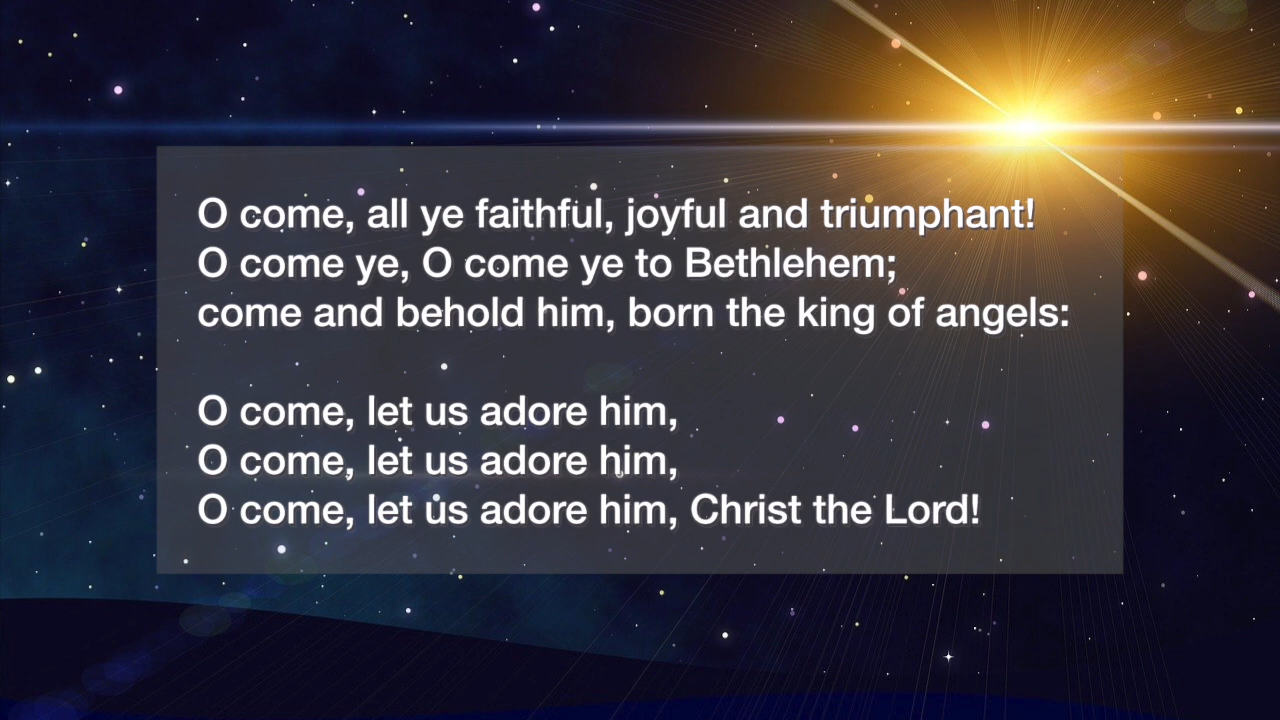 O come, all ye faithful, joyful and triumphant!
O come ye, O come ye to Bethlehem;
come and behold him, born the king of angels:
O come, let us adore him,
O come, let us adore him,
O come, let us adore him, Christ the Lord!